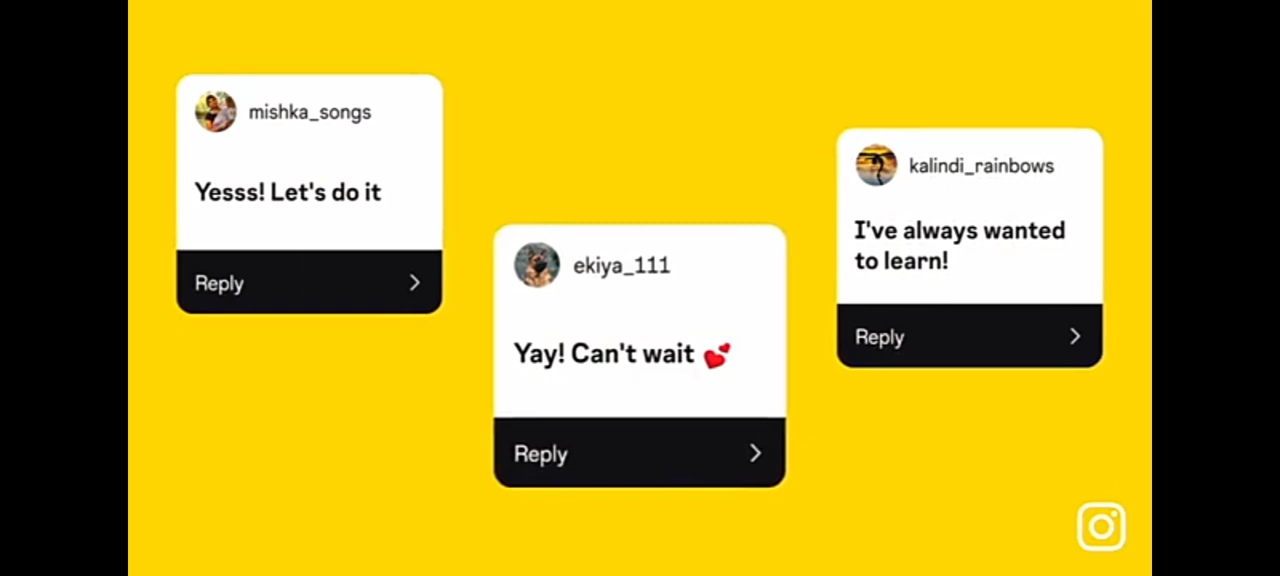 mishka_songs
Yesss! Let's do it
Reply
ekiya_111
Yay! Can't wait 💕
Reply
kalindi_rainbows
I've always wanted
to learn!
Reply